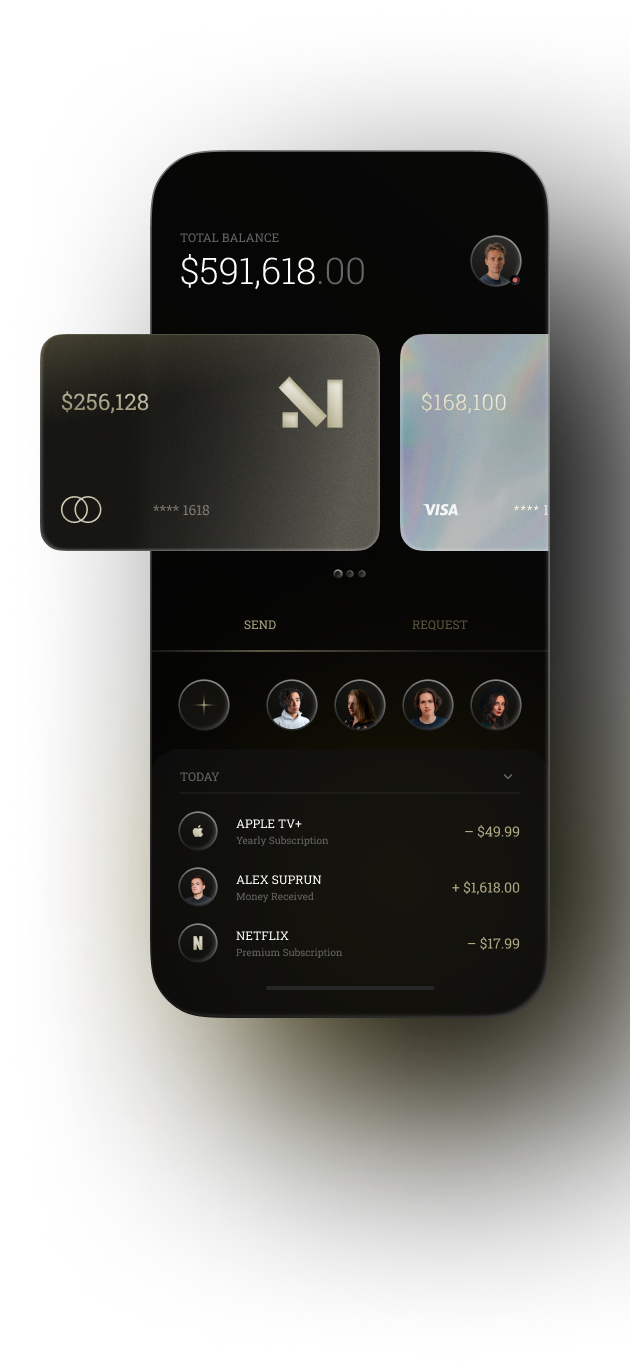 TOTAL BALANCE
$591,618.00
$256,128
**** 1618
$168,100
VISA
**** 1
SEND
REQUEST
TODAY
APPLE TV+
Yearly Subscription
– $49.99
ALEX SUPRUN
Money Received
+ $1,618.00
N
NETFLIX
Premium Subscription
– $17.99